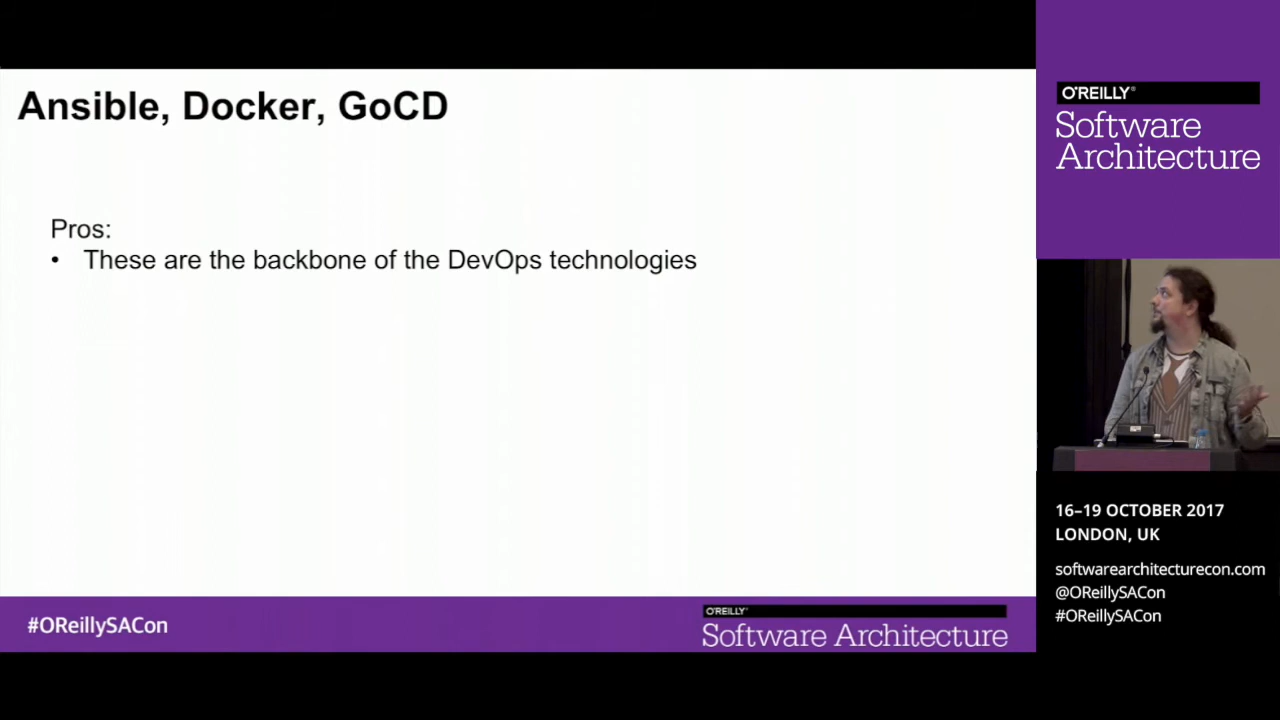 Ansible, Docker, GoCD
Pros:
• These are the backbone of the DevOps technologies
#OReillySACon
O'REILLY®
Software Architecture
O'REILLY®
Software
Architecture
16–19 OCTOBER 2017
LONDON, UK
softwarearchitecturecon.com
@OReillySACon
#OReillySACon